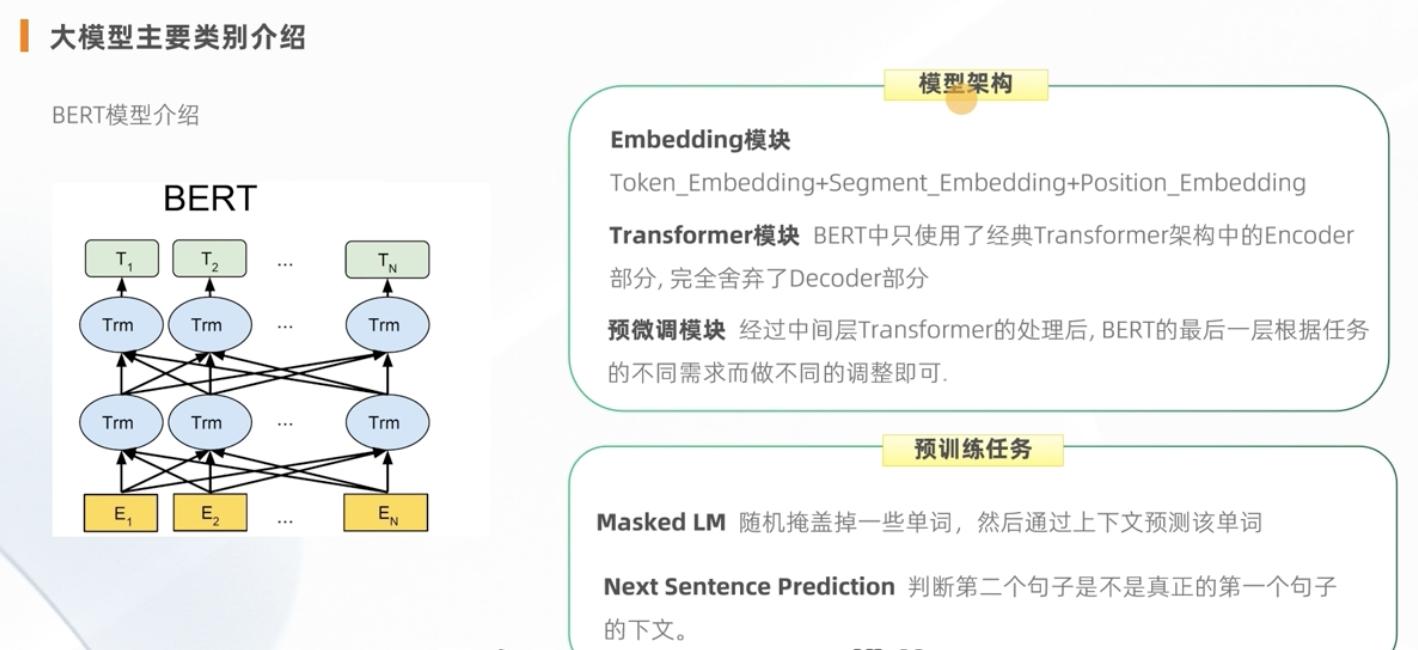 大模型主要类别介绍
BERT模型介绍
BERT
T1 T2 ... TN
Trm Trm ... Trm
Trm Trm ... Trm
E1 E2 ... EN
模型架构
Embedding模块
Token_Embedding+Segment_Embedding+Position_Embedding
Transformer模块 BERT中只使用了经典Transformer架构中的Encoder
部分, 完全舍弃了Decoder部分
预微调模块 经过中间层Transformer的处理后, BERT的最后一层根据任务
的不同需求而做不同的调整即可.
预训练任务
Masked LM 随机掩盖掉一些单词，然后通过上下文预测该单词
Next Sentence Prediction 判断第二个句子是不是真正的第一个句子
的下文。